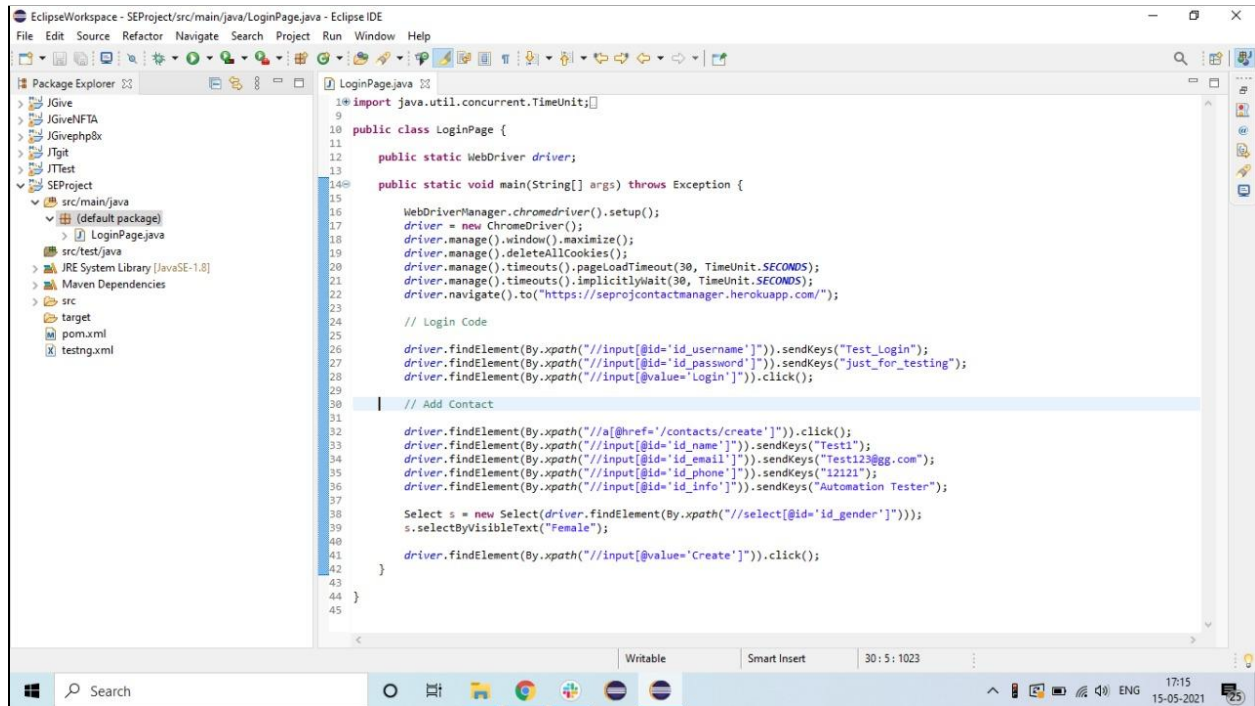 EclipseWorkspace - SEProject/src/main/java/LoginPage.java - Eclipse IDE
File Edit Source Refactor Navigate Search Project Run Window Help
Package Explorer
JGive
JGiveNFTA
JGivephp8x
JTgit
JTTest
SEProject
src/main/java
(default package)
LoginPage.java
src/test/java
JRE System Library [JavaSE-1.8]
Maven Dependencies
src
target
pom.xml
testng.xml
LoginPage.java
1 import java.util.concurrent.TimeUnit;
9
10 public class LoginPage {
11
12 public static WebDriver driver;
13
14 public static void main(String[] args) throws Exception {
15
16 WebDriverManager.chromedriver().setup();
17 driver = new ChromeDriver();
18 driver.manage().window().maximize();
19 driver.manage().deleteAllCookies();
20 driver.manage().timeouts().pageLoadTimeout(30, TimeUnit.SECONDS);
21 driver.manage().timeouts().implicitlyWait(30, TimeUnit.SECONDS);
22 driver.navigate().to("https://seprojcontactmanager.herokuapp.com/");
23
24 // Login Code
25
26 driver.findElement(By.xpath("//input[@id='id_username']")).sendKeys("Test_Login");
27 driver.findElement(By.xpath("//input[@id='id_password']")).sendKeys("just_for_testing");
28 driver.findElement(By.xpath("//input[@value='Login']")).click();
29
30 // Add Contact
31
32 driver.findElement(By.xpath("//a[@href='/contacts/create']")).click();
33 driver.findElement(By.xpath("//input[@id='id_name']")).sendKeys("Test1");
34 driver.findElement(By.xpath("//input[@id='id_email']")).sendKeys("Test123@gg.com");
35 driver.findElement(By.xpath("//input[@id='id_phone']")).sendKeys("12121");
36 driver.findElement(By.xpath("//input[@id='id_info']")).sendKeys("Automation Tester");
37
38 Select s = new Select(driver.findElement(By.xpath("//select[@id='id_gender']")));
39 s.selectByVisibleText("Female");
40
41 driver.findElement(By.xpath("//input[@value='Create']")).click();
42 }
43
44 }
45
Writable Smart Insert 30 : 5 : 1023
Search
ENG
17:15
15-05-2021
25